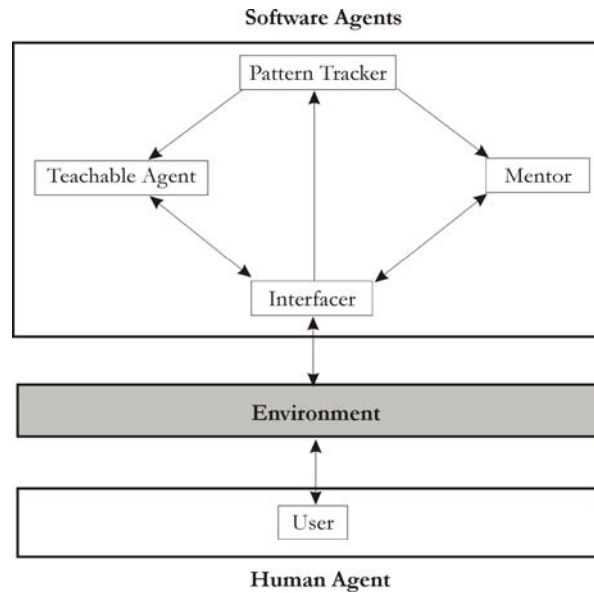 Software Agents
Pattern Tracker
Teachable Agent
Mentor
Interfacer
Environment
User
Human Agent